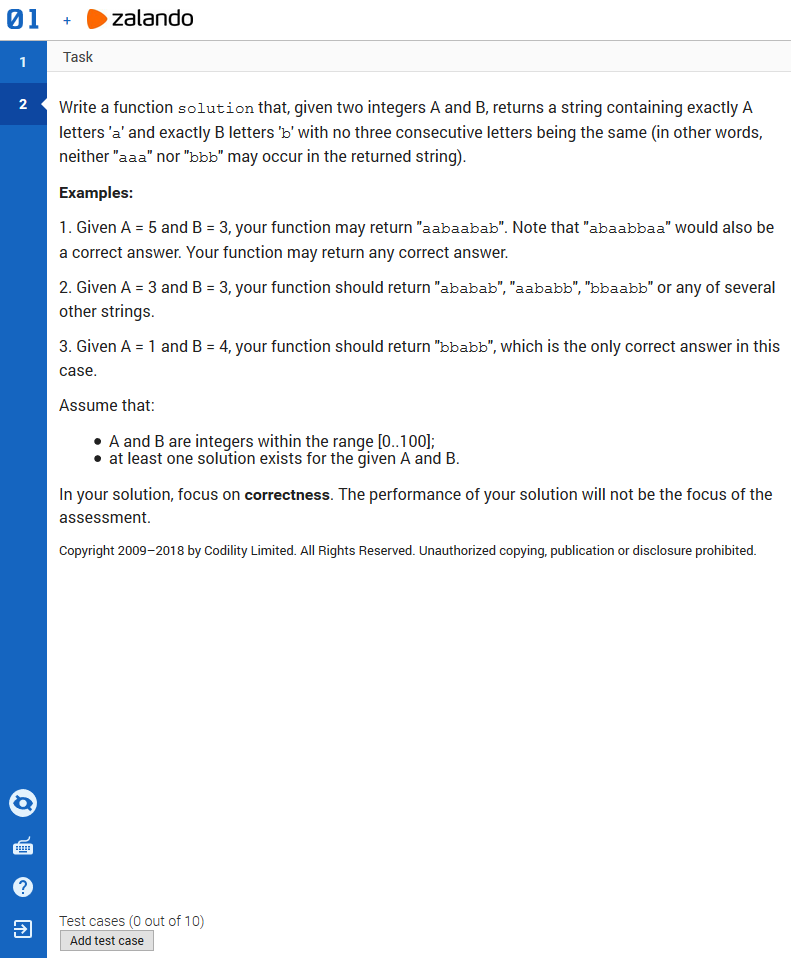 01 + zalando
1 Task
2
Write a function solution that, given two integers A and B, returns a string containing exactly A
letters 'a' and exactly B letters 'b' with no three consecutive letters being the same (in other words,
neither "aaa" nor "bbb" may occur in the returned string).
Examples:
1. Given A = 5 and B = 3, your function may return "aabaabab". Note that "abaabbaa" would also be
a correct answer. Your function may return any correct answer.
2. Given A = 3 and B = 3, your function should return "ababab", "aababb", "bbaabb" or any of several
other strings.
3. Given A = 1 and B = 4, your function should return "bbabb", which is the only correct answer in this
case.
Assume that:
• A and B are integers within the range [0..100];
• at least one solution exists for the given A and B.
In your solution, focus on correctness. The performance of your solution will not be the focus of the
assessment.
Copyright 2009–2018 by Codility Limited. All Rights Reserved. Unauthorized copying, publication or disclosure prohibited.
?
Test cases (0 out of 10)
Add test case